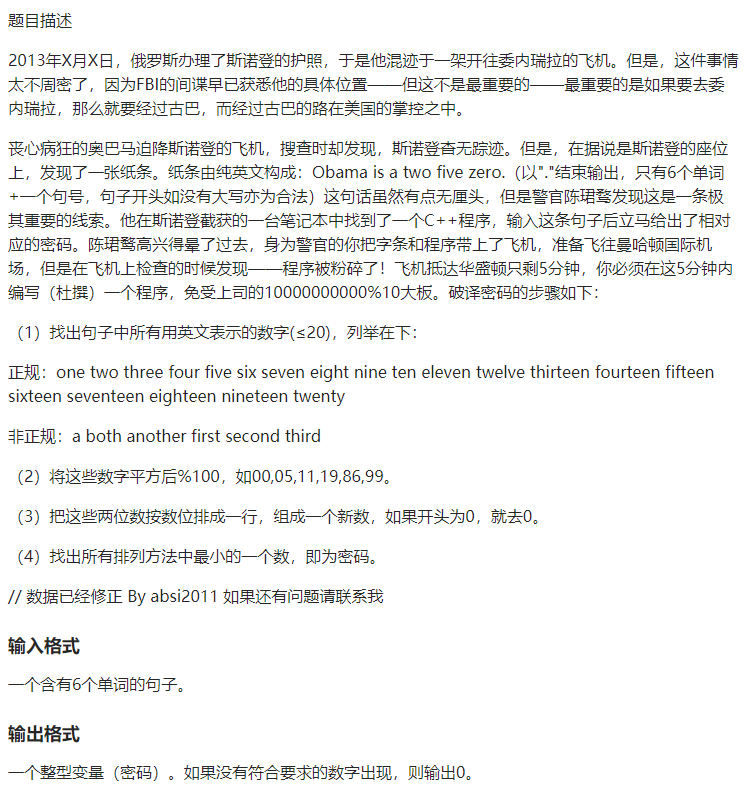 题目描述
2013年X月X日，俄罗斯办理了斯诺登的护照，于是他混迹于一架开往委内瑞拉的飞机。但是，这件事情
太不周密了，因为FBI的间谍早已获悉他的具体位置——但这不是最重要的——最重要的是如果要去委
内瑞拉，那么就要经过古巴，而经过古巴的路在美国的掌控之中。
丧心病狂的奥巴马迫降斯诺登的飞机，搜查时却发现，斯诺登杳无踪迹。但是，在据说是斯诺登的座位
上，发现了一张纸条。纸条由纯英文构成：Obama is a two five zero.（以"."结束输出，只有6个单词
+一个句号，句子开头如没有大写亦为合法）这句话虽然有点无厘头，但是警官陈珺骛发现这是一条极
其重要的线索。他在斯诺登截获的一台笔记本中找到了一个C++程序，输入这条句子后立马给出了相对
应的密码。陈珺骛高兴得晕了过去，身为警官的你把字条和程序带上了飞机，准备飞往曼哈顿国际机
场，但是在飞机上检查的时候发现——程序被粉碎了！飞机抵达华盛顿只剩5分钟，你必须在这5分钟内
编写（杜撰）一个程序，免受上司的10000000000%10大板。破译密码的步骤如下：
（1）找出句子中所有用英文表示的数字(≤20)，列举在下：
正规：one two three four five six seven eight nine ten eleven twelve thirteen fourteen fifteen
sixteen seventeen eighteen nineteen twenty
非正规：a both another first second third
（2）将这些数字平方后%100，如00,05,11,19,86,99。
（3）把这些两位数按数位排成一行，组成一个新数，如果开头为0，就去0。
（4）找出所有排列方法中最小的一个数，即为密码。
// 数据已经修正 By absi2011 如果还有问题请联系我
输入格式
一个含有6个单词的句子。
输出格式
一个整型变量（密码）。如果没有符合要求的数字出现，则输出0。